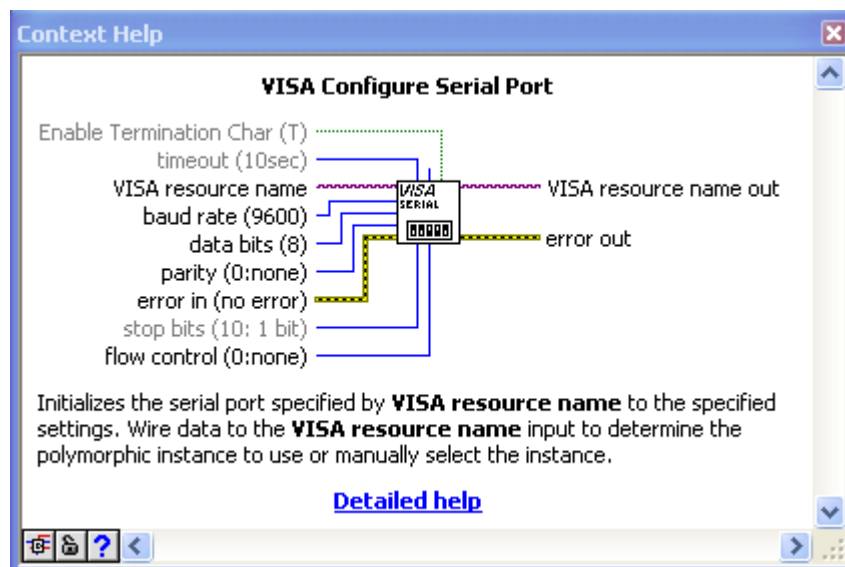 Context Help
VISA Configure Serial Port
Enable Termination Char (T)
timeout (10sec)
VISA resource name
VISA resource name out
baud rate (9600)
data bits (8)
error out
parity (0:none)
error in (no error)
stop bits (10: 1 bit)
flow control (0:none)
VISA
SERIAL
Initializes the serial port specified by VISA resource name to the specified
settings. Wire data to the VISA resource name input to determine the
polymorphic instance to use or manually select the instance.
Detailed help
?